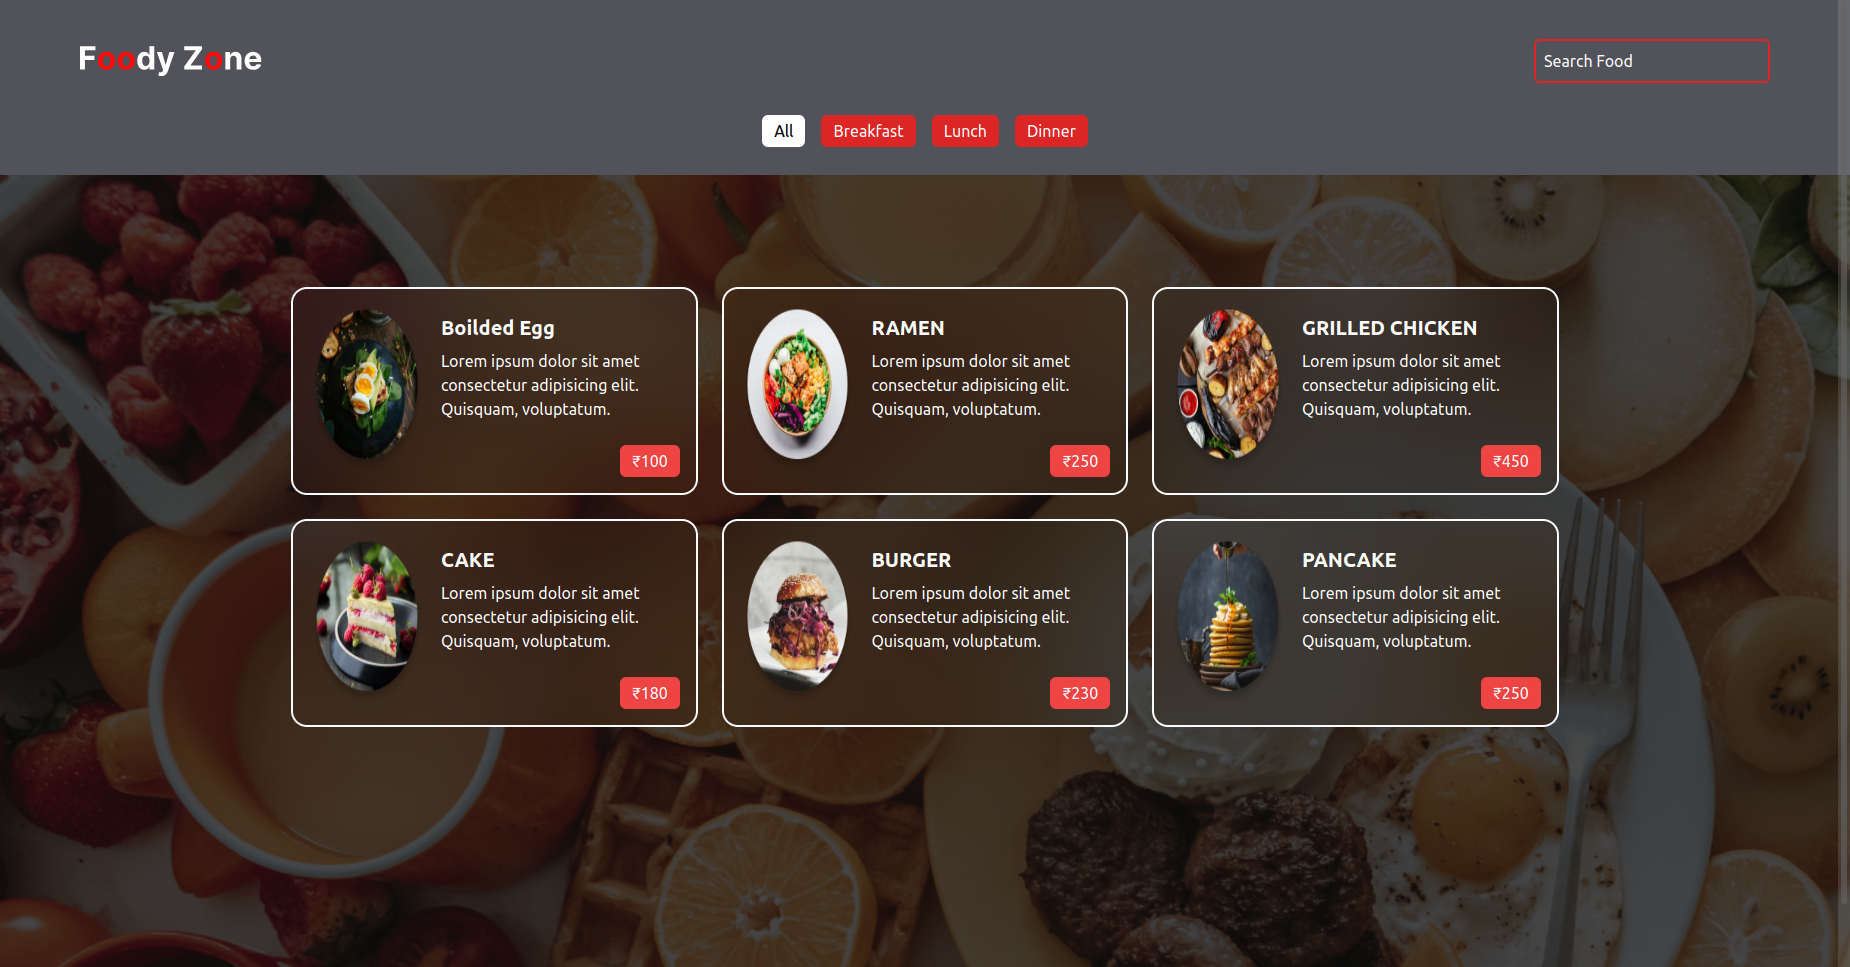 Foody Zone
Search Food
All
Breakfast
Lunch
Dinner
Boilded Egg
Lorem ipsum dolor sit amet
consectetur adipisicing elit.
Quisquam, voluptatum.
₹100
RAMEN
Lorem ipsum dolor sit amet
consectetur adipisicing elit.
Quisquam, voluptatum.
₹250
GRILLED CHICKEN
Lorem ipsum dolor sit amet
consectetur adipisicing elit.
Quisquam, voluptatum.
₹450
CAKE
Lorem ipsum dolor sit amet
consectetur adipisicing elit.
Quisquam, voluptatum.
₹180
BURGER
Lorem ipsum dolor sit amet
consectetur adipisicing elit.
Quisquam, voluptatum.
₹230
PANCAKE
Lorem ipsum dolor sit amet
consectetur adipisicing elit.
Quisquam, voluptatum.
₹250